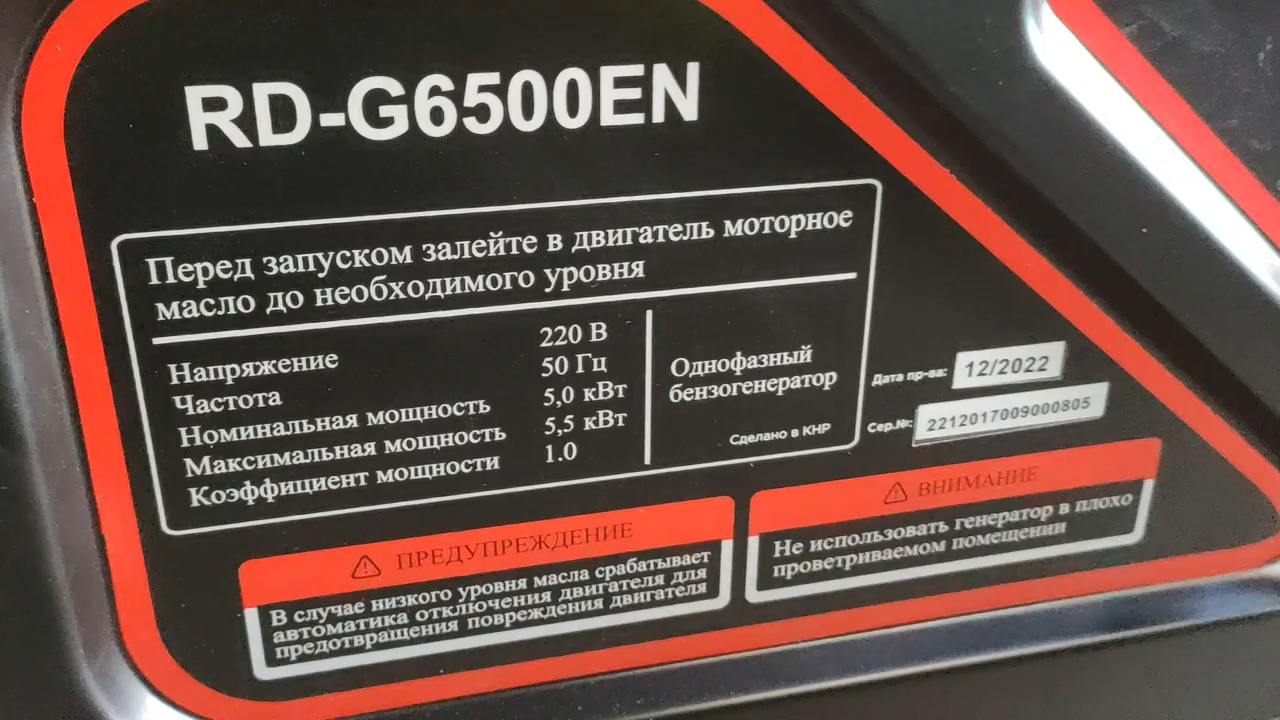 RD-G6500EN
Перед запуском залейте в двигатель моторное
масло до необходимого уровня
Напряжение 220 В
Частота 50 Гц
Номинальная мощность 5,0 кВт
Максимальная мощность 5,5 кВт
Коэффициент мощности 1.0
Однофазный
бензогенератор
Сделано в КНР
Дата пр-ва: 12/2022
Сер.№: 2212017009000805
ПРЕДУПРЕЖДЕНИЕ
В случае низкого уровня масла срабатывает
автоматика отключения двигателя для
предотвращения повреждения двигателя
ВНИМАНИЕ
Не использовать генератор в плохо
проветриваемом помещении